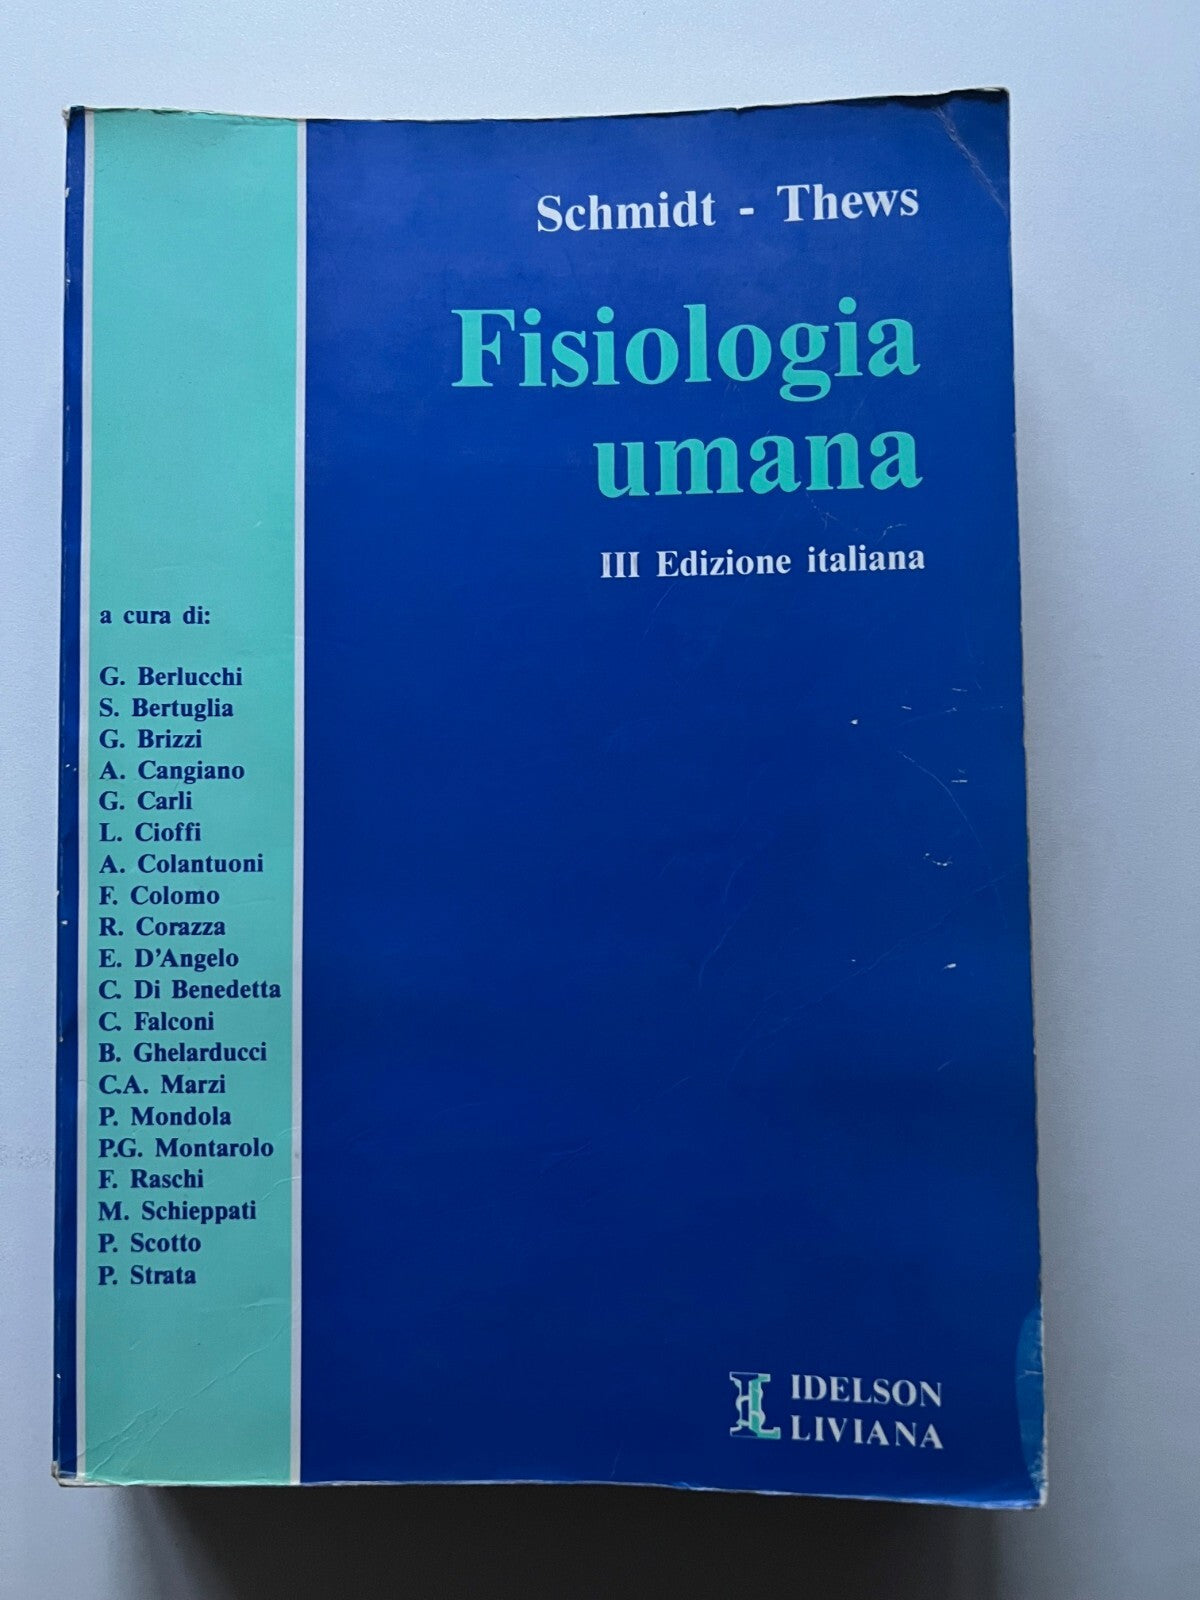 Schmidt - Thews
Fisiologia
umana
III Edizione italiana
a cura di:
G. Berlucchi
S. Bertuglia
G. Brizzi
A. Cangiano
G. Carli
L. Cioffi
A. Colantuoni
F. Colomo
R. Corazza
E. D'Angelo
C. Di Benedetta
C. Falconi
B. Ghelarducci
C.A. Marzi
P. Mondola
P.G. Montarolo
F. Raschi
M. Schieppati
P. Scotto
P. Strata
IDELSON
LIVIANA